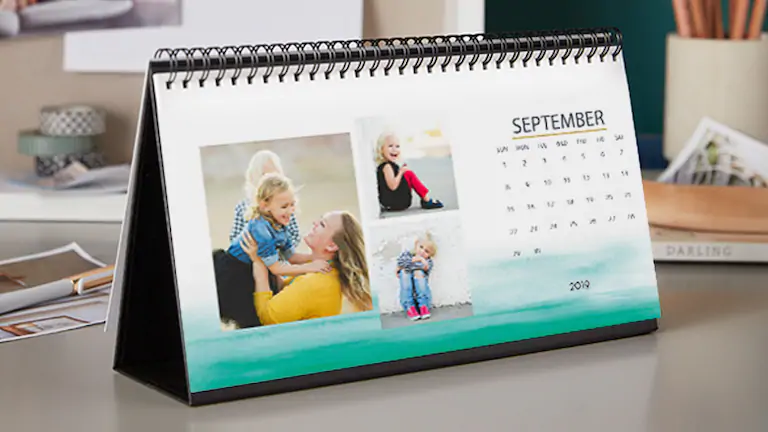 SEPTEMBER
SUN MON TUE WED THU FRI SAT
1 2 3 4 5 6 7
8 9 10 11 12 13 14
15 16 17 18 19 20 21
22 23 24 25 26 27 28
29 30
2019
DARLING